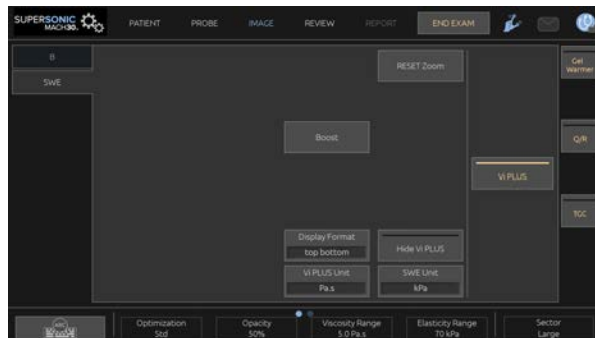 SUPERSONIC
MACH30.
PATIENT
PROBE
IMAGE
REVIEW
REPORT
END EXAM
B
SWE
RESET Zoom
Gel
Warmer
Boost
Q/R
Vi PLUS
TGC
Display Format
top bottom
Hide Vi PLUS
Vi PLUS Unit
Pa.s
SWE Unit
kPa
Optimization
Std
Opacity
50%
Viscosity Range
5.0 Pa.s
Elasticity Range
70 kPa
Sector
Large